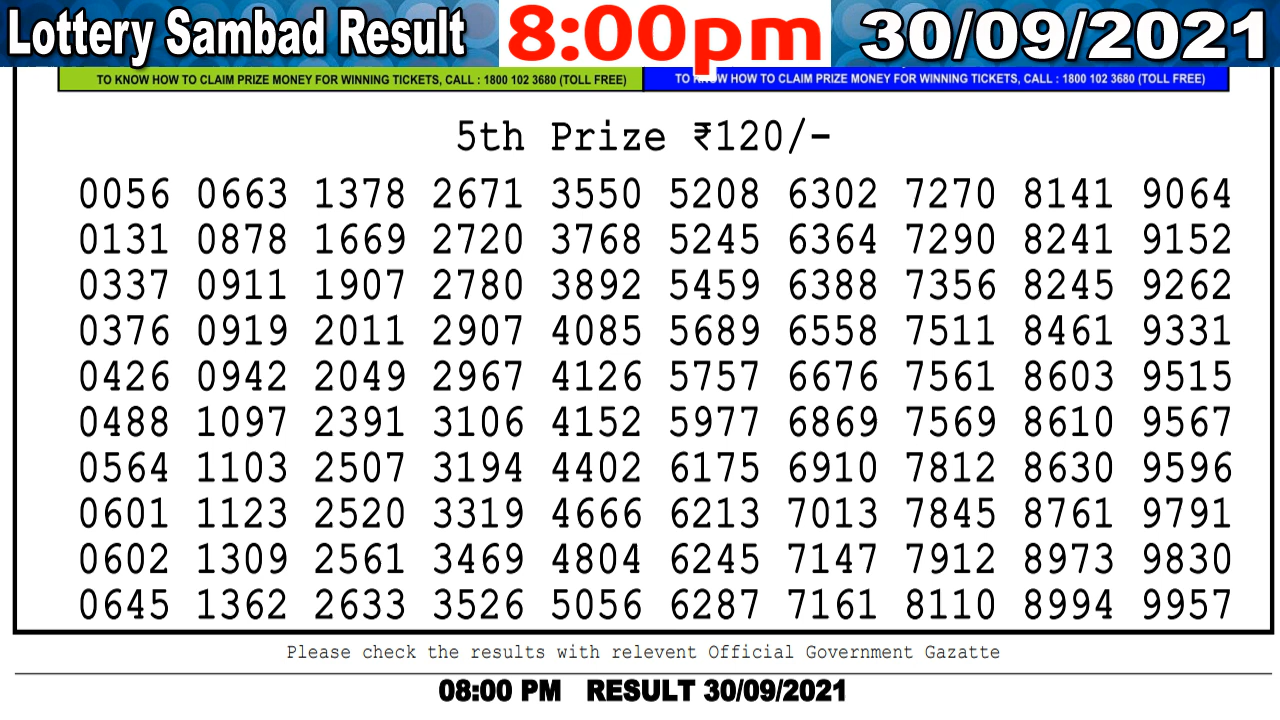 Lottery Sambad Result 8:00pm 30/09/2021
TO KNOW HOW TO CLAIM PRIZE MONEY FOR WINNING TICKETS, CALL : 1800 102 3680 (TOLL FREE) TO KNOW HOW TO CLAIM PRIZE MONEY FOR WINNING TICKETS, CALL : 1800 102 3680 (TOLL FREE)
5th Prize ₹120/-
0056 0663 1378 2671 3550 5208 6302 7270 8141 9064
0131 0878 1669 2720 3768 5245 6364 7290 8241 9152
0337 0911 1907 2780 3892 5459 6388 7356 8245 9262
0376 0919 2011 2907 4085 5689 6558 7511 8461 9331
0426 0942 2049 2967 4126 5757 6676 7561 8603 9515
0488 1097 2391 3106 4152 5977 6869 7569 8610 9567
0564 1103 2507 3194 4402 6175 6910 7812 8630 9596
0601 1123 2520 3319 4666 6213 7013 7845 8761 9791
0602 1309 2561 3469 4804 6245 7147 7912 8973 9830
0645 1362 2633 3526 5056 6287 7161 8110 8994 9957
Please check the results with relevent Official Government Gazatte
08:00 PM RESULT 30/09/2021